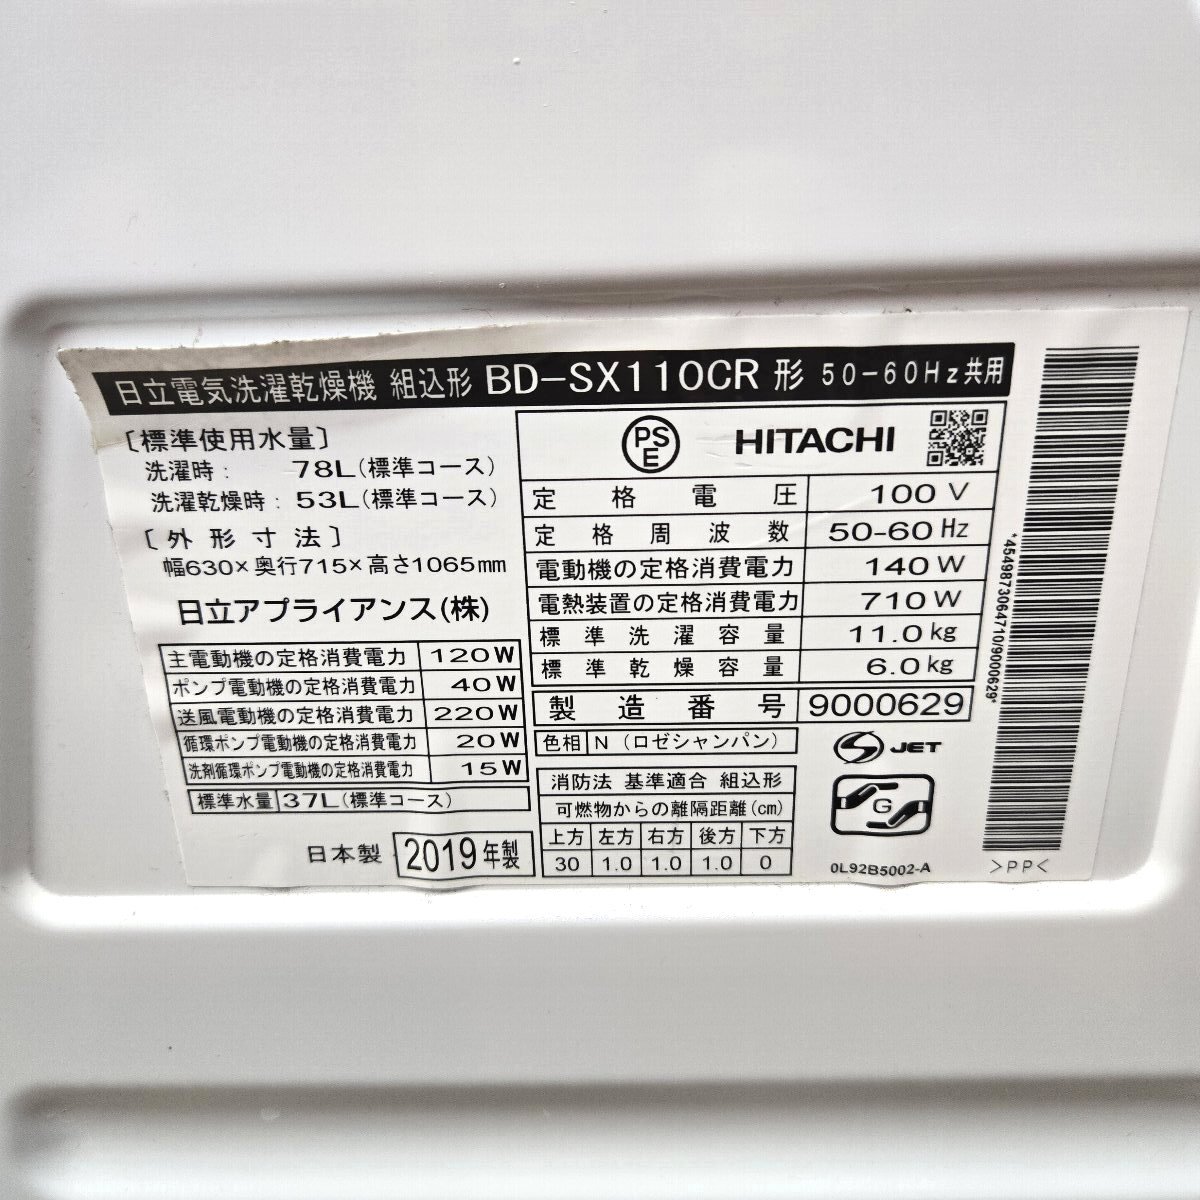 日立電気洗濯乾燥機 組込形 BD-SX110CR 形 50-60Hz共用
〔標準使用水量〕
洗濯時: 78L(標準コース)
洗濯乾燥時: 53L(標準コース)
〔外形寸法〕
幅630×奥行715×高さ1065mm
日立アプライアンス(株)
主電動機の定格消費電力 120W
ポンプ電動機の定格消費電力 40W
送風電動機の定格消費電力 220W
循環ポンプ電動機の定格消費電力 20W
洗剤循環ポンプ電動機の定格消費電力 15W
標準水量 37L(標準コース)
日本製 2019年製
PS
E
HITACHI
定格電圧 100V
定格周波数 50-60Hz
電動機の定格消費電力 140W
電熱装置の定格消費電力 710W
標準洗濯容量 11.0kg
標準乾燥容量 6.0kg
製造番号 9000629
色相 N (ロゼシャンパン)
消防法 基準適合 組込形
可燃物からの離隔距離(cm)
上方 左方 右方 後方 下方
30 1.0 1.0 1.0 0
S JET
G
0L92B5002-A
*4549873064710/9000629*
>PP<